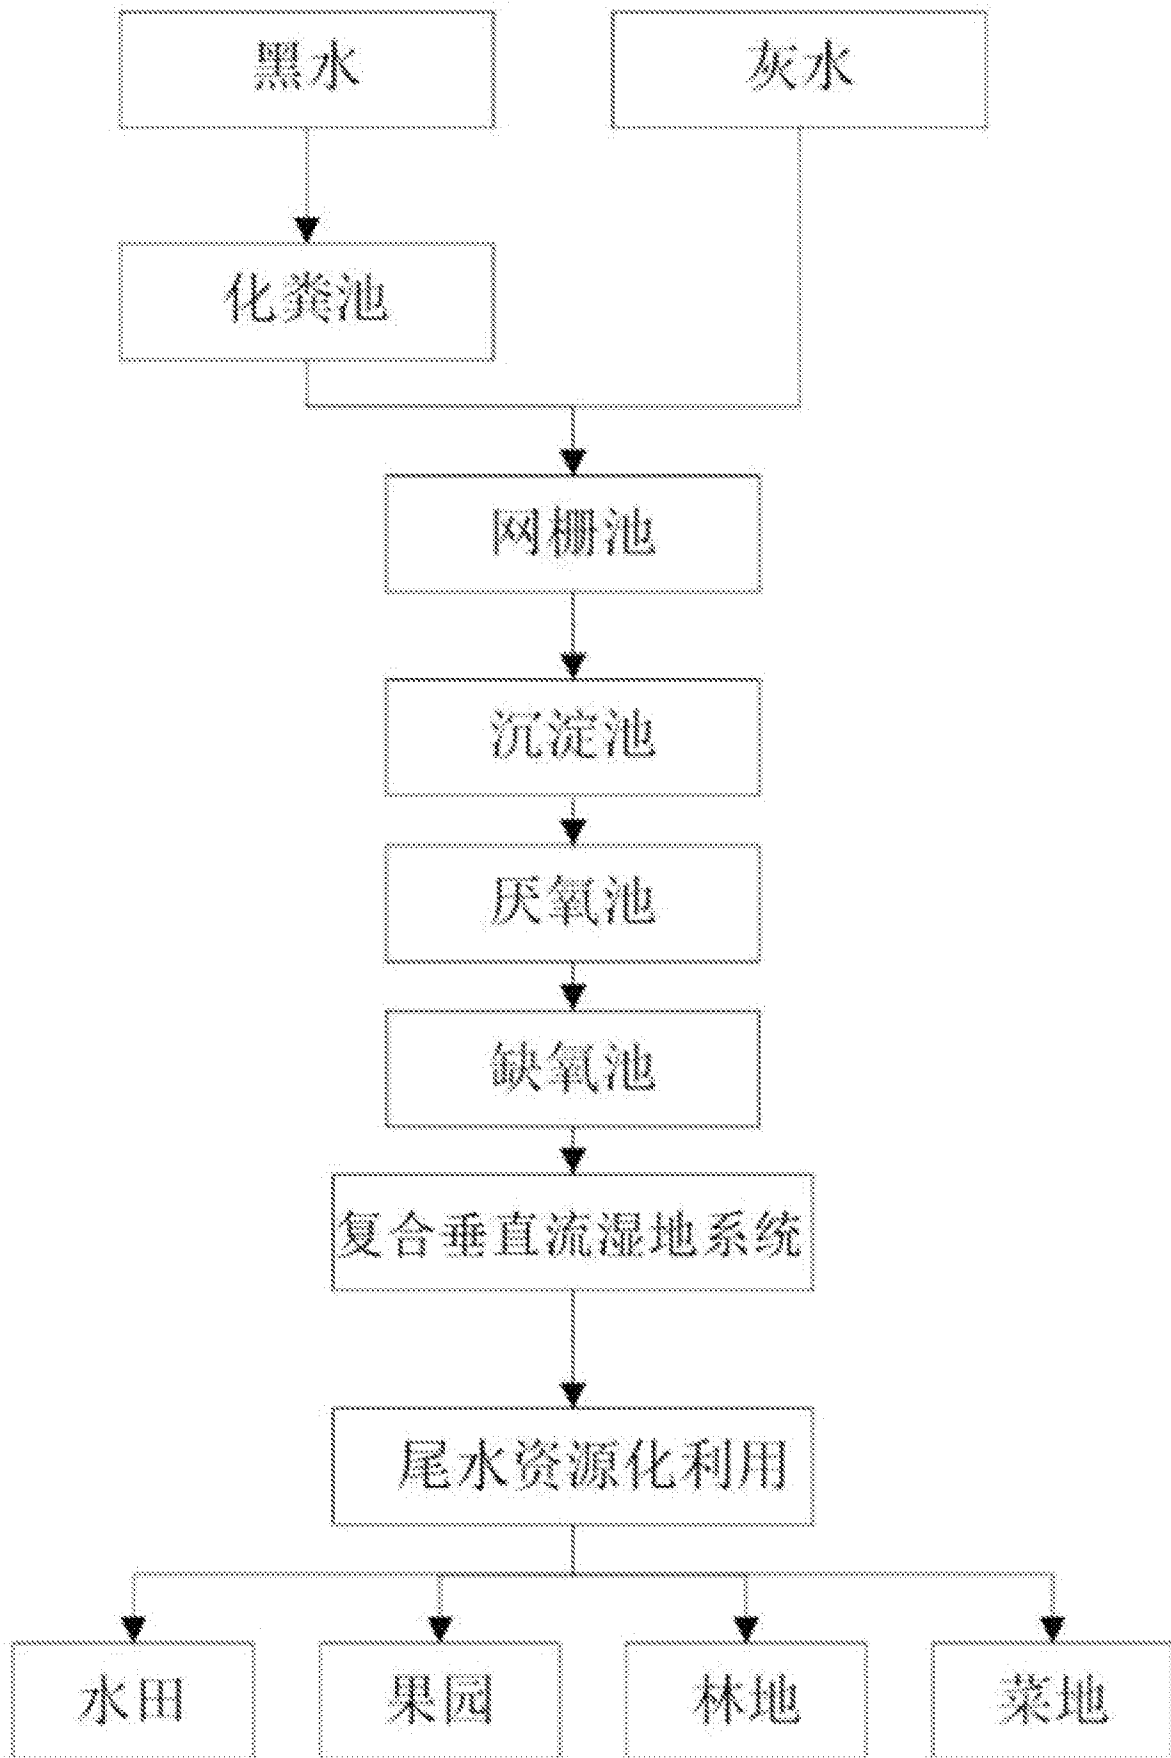 黑水
灰水
化粪池
网栅池
沉淀池
厌氧池
缺氧池
复合垂直流湿地系统
尾水资源化利用
水田
果园
林地
菜地